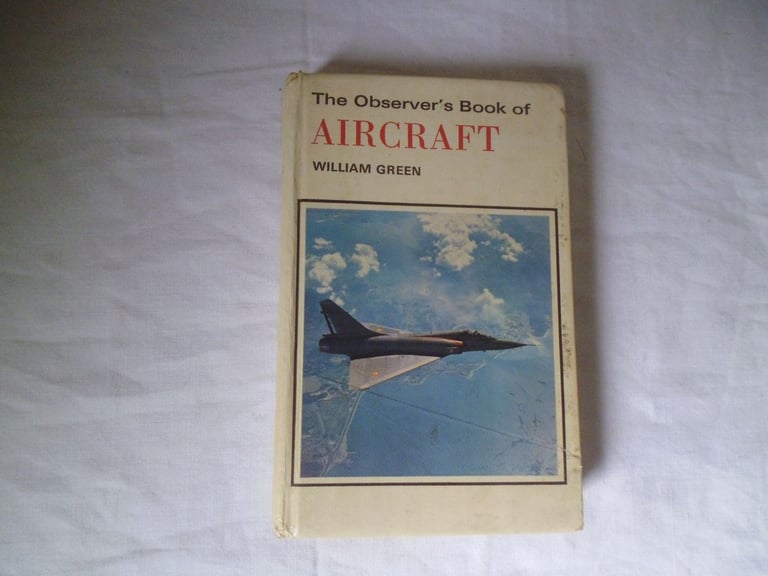 The Observer's Book of
AIRCRAFT
WILLIAM GREEN